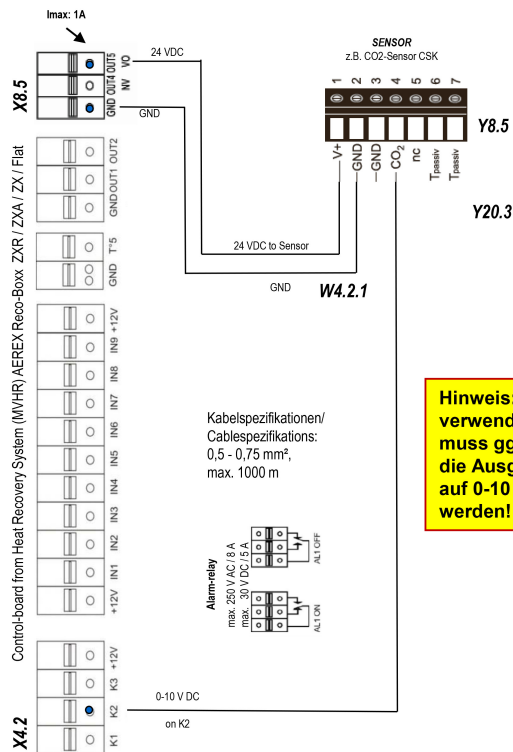 Imax: 1A
X8.5
OUT5 VO
OUT4 NV
GND
24 VDC
GND
SENSOR
z.B. CO2-Sensor CSK
1 2 3 4 5 6 7
Y8.5
V+
GND
–GND
CO2
nc
Tpassiv
Tpassiv
Y20.3
OUT2
OUT1
GND
T°5
GND
24 VDC to Sensor
GND
W4.2.1
Control-board from Heat Recovery System (MVHR) AEREX Reco-Boxx ZXR / ZXA / ZX / Flat
+12V
IN9
IN8
IN7
IN6
IN5
IN4
IN3
IN2
IN1
+12V
Kabelspezifikationen/
Cablespecifikations:
0,5 - 0,75 mm²,
max. 1000 m
Hinweis:
verwend
muss gg
die Ausg
auf 0-10
werden!
Alarm-relay
max. 250 V AC / 8 A
max. 30 V DC / 5 A
AL1 OFF
AL1 ON
X4.2
+12V
K3
K2
K1
0-10 V DC
on K2